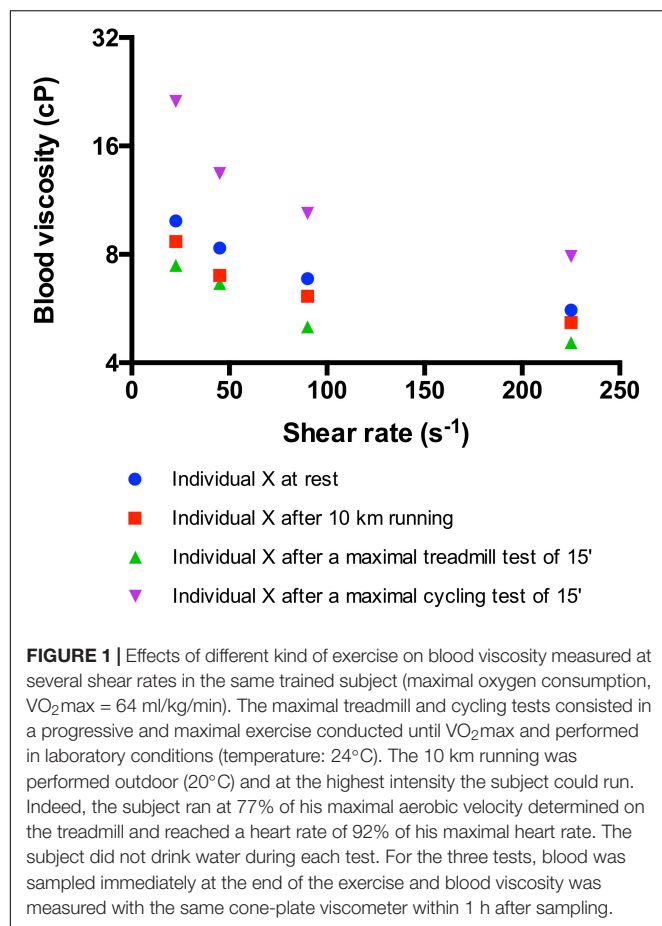 32
16
8
4
Blood viscosity (cP)
0 50 100 150 200 250
Shear rate (s⁻¹)
Individual X at rest
Individual X after 10 km running
Individual X after a maximal treadmill test of 15'
Individual X after a maximal cycling test of 15'
FIGURE 1 | Effects of different kind of exercise on blood viscosity measured at
several shear rates in the same trained subject (maximal oxygen consumption,
VO₂max = 64 ml/kg/min). The maximal treadmill and cycling tests consisted in
a progressive and maximal exercise conducted until VO₂max and performed
in laboratory conditions (temperature: 24°C). The 10 km running was
performed outdoor (20°C) and at the highest intensity the subject could run.
Indeed, the subject ran at 77% of his maximal aerobic velocity determined on
the treadmill and reached a heart rate of 92% of his maximal heart rate. The
subject did not drink water during each test. For the three tests, blood was
sampled immediately at the end of the exercise and blood viscosity was
measured with the same cone-plate viscometer within 1 h after sampling.